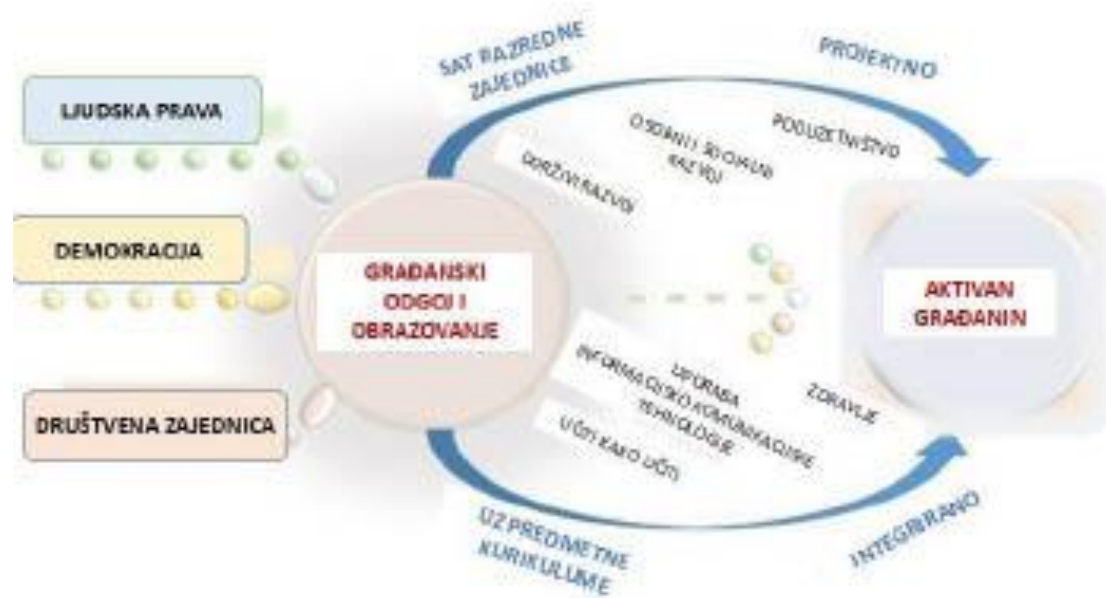 SAT RAZREDNE
ZAJEDNICE
PROJEKTNO
LJUDSKA PRAVA
DEMOKRACIJA
DRUŠTVENA ZAJEDNICA
GRAĐANSKI
ODGOJ I
OBRAZOVANJE
ODRŽIVI RAZVOJ
OSOBNI I SOCIJALNI
RAZVOJ
PODUZETNIŠTVO
UPORABA
INFORMACIJSKO KOMUNIKACIJSKE
TEHNOLOGIJE
UČITI KAKO UČITI
ZDRAVLJE
AKTIVAN
GRAĐANIN
UZ PREDMETNE
KURIKULUME
INTEGRIRANO